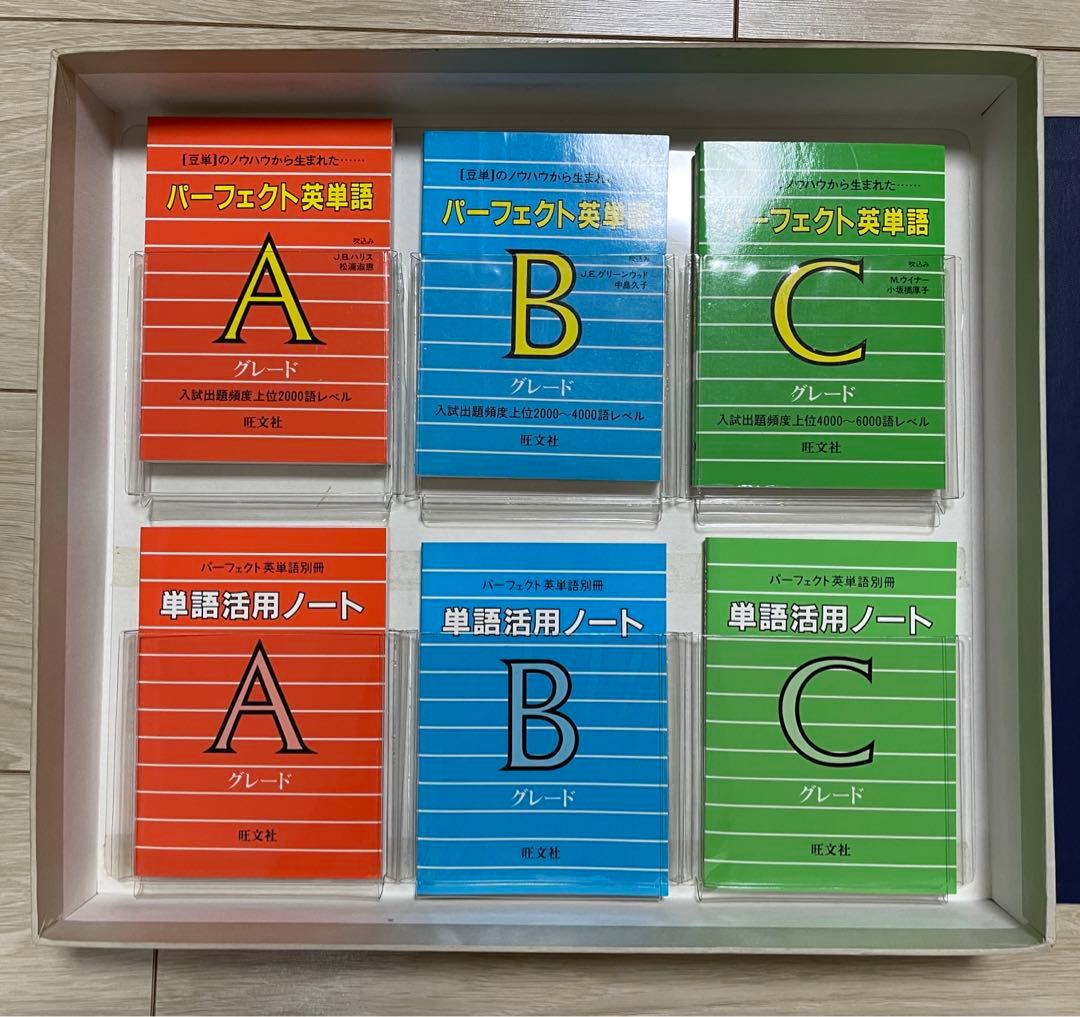 [豆単]のノウハウから生まれた……
パーフェクト英単語
吹込み
J.B.ハリス
松浦淑恵
A
グレード
入試出題頻度上位2000語レベル
旺文社
[豆単]のノウハウから生まれ
パーフェクト英単語
吹込み
J.E.グリーンウッド
中島久子
B
グレード
入試出題頻度上位2000〜4000語レベル
旺文社
ノウハウから生まれた……
パーフェクト英単語
吹込み
M.ウイナー
小坂橋厚子
C
グレード
入試出題頻度上位4000〜6000語レベル
旺文社
パーフェクト英単語別冊
単語活用ノート
A
グレード
旺文社
パーフェクト英単語別冊
単語活用ノート
B
グレード
旺文社
パーフェクト英単語別冊
単語活用ノート
C
グレード
旺文社